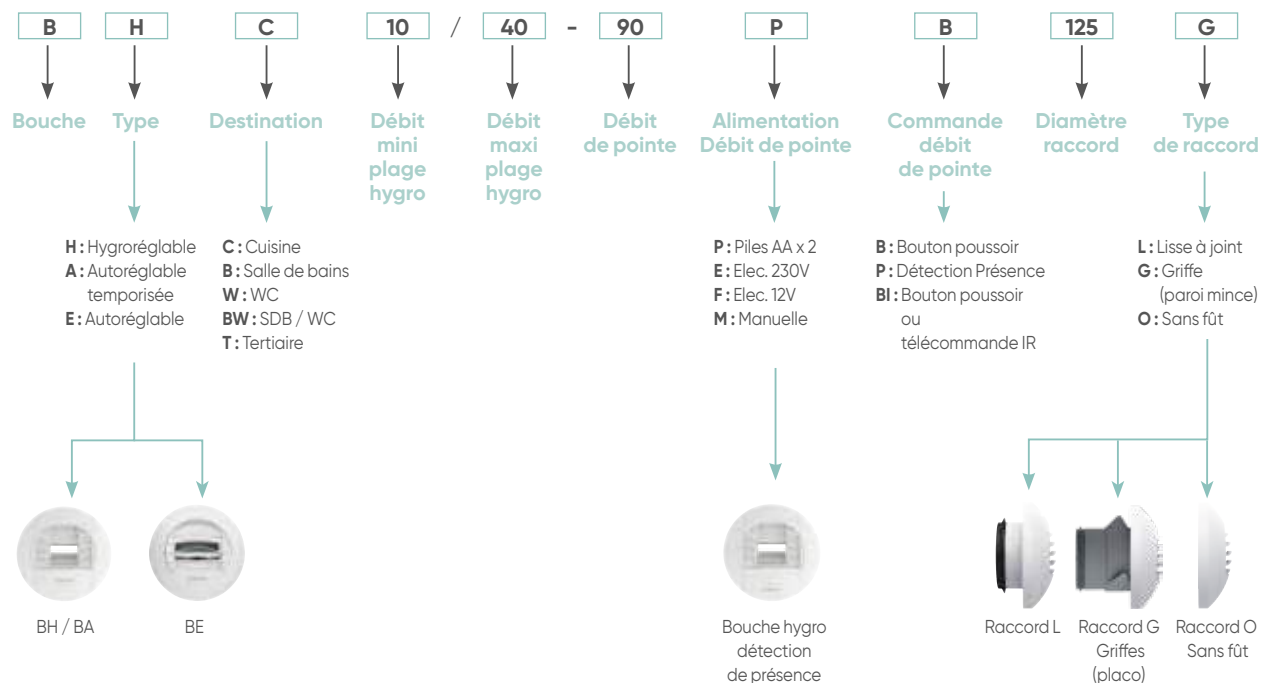 B H C 10 / 40 - 90 P B 125 G
Bouche
Type
Destination
Débit
mini
plage
hygro
Débit
maxi
plage
hygro
Débit
de pointe
Alimentation
Débit de pointe
Commande
débit
de pointe
Diamètre
raccord
Type
de raccord
H : Hygroréglable
A : Autoréglable
temporisée
E : Autoréglable
C : Cuisine
B : Salle de bains
W : WC
BW : SDB / WC
T : Tertiaire
P : Piles AA x 2
E : Elec. 230V
F : Elec. 12V
M : Manuelle
B : Bouton poussoir
P : Détection Présence
BI : Bouton poussoir
ou
télécommande IR
L : Lisse à joint
G : Griffe
(paroi mince)
O : Sans fût
BH / BA
BE
Bouche hygro
détection
de présence
Raccord L
Raccord G
Griffes
(placo)
Raccord O
Sans fût